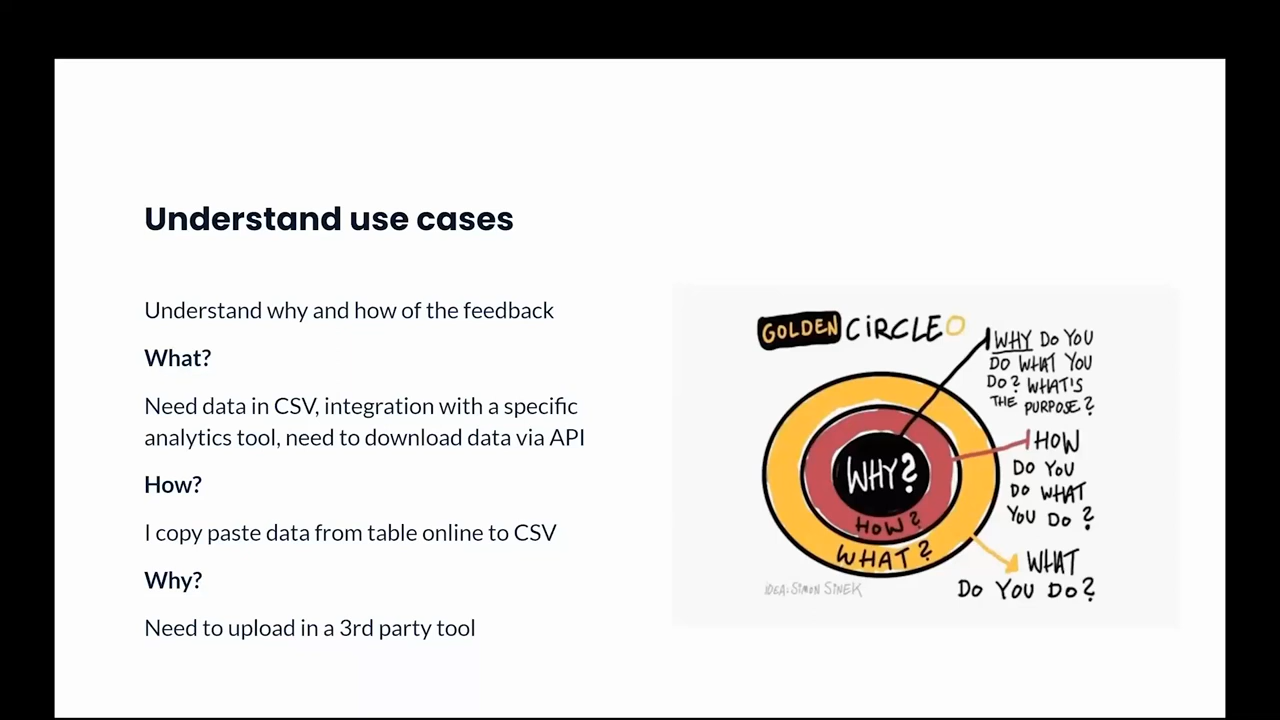 Understand use cases
Understand why and how of the feedback
What?
Need data in CSV, integration with a specific
analytics tool, need to download data via API
How?
I copy paste data from table online to CSV
Why?
Need to upload in a 3rd party tool
GOLDEN CIRCLE
WHY DO YOU
DO WHAT YOU
DO? WHAT'S
THE PURPOSE?
HOW
DO YOU
DO WHAT
YOU DO?
WHAT
DO YOU DO?
WHY?
HOW?
WHAT?
IDEA: SIMON SINEK